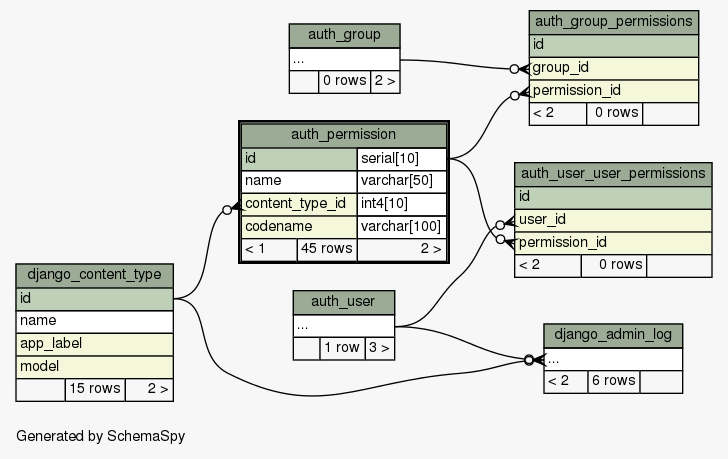 auth_group
...
0 rows 2 >
auth_group_permissions
id
group_id
permission_id
< 2 0 rows
auth_permission
id serial[10]
name varchar[50]
content_type_id int4[10]
codename varchar[100]
< 1 45 rows 2 >
auth_user_user_permissions
id
user_id
permission_id
< 2 0 rows
django_content_type
id
name
app_label
model
15 rows 2 >
auth_user
...
1 row 3 >
django_admin_log
...
< 2 6 rows
Generated by SchemaSpy